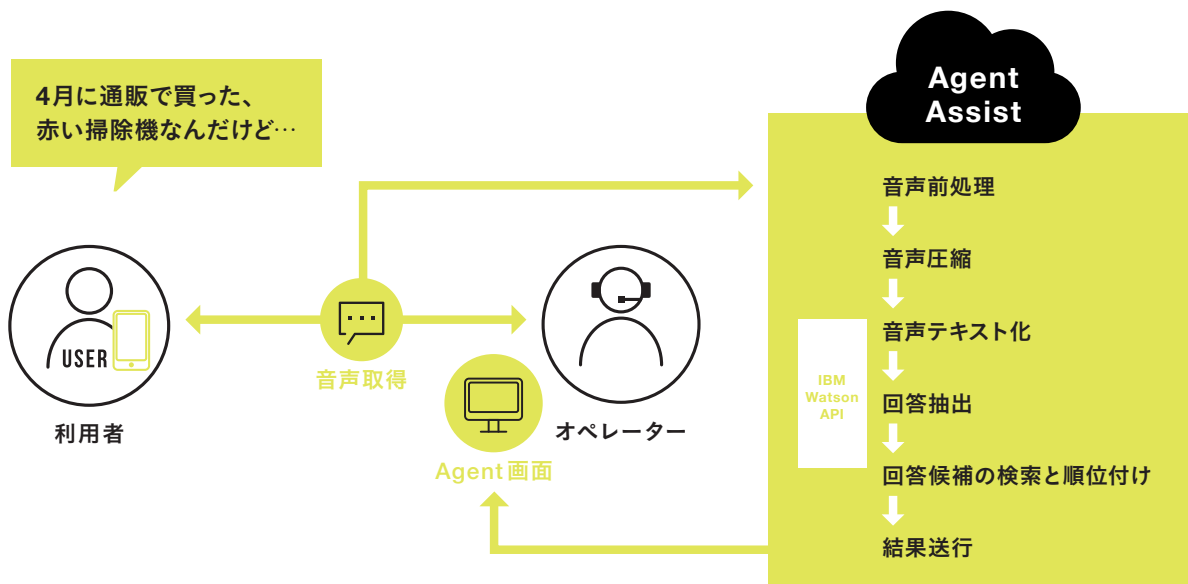 4月に通販で買った、
赤い掃除機なんだけど…
USER
利用者
音声取得
オペレーター
Agent画面
Agent
Assist
音声前処理
音声圧縮
音声テキスト化
IBM
Watson
API
回答抽出
回答候補の検索と順位付け
結果送行